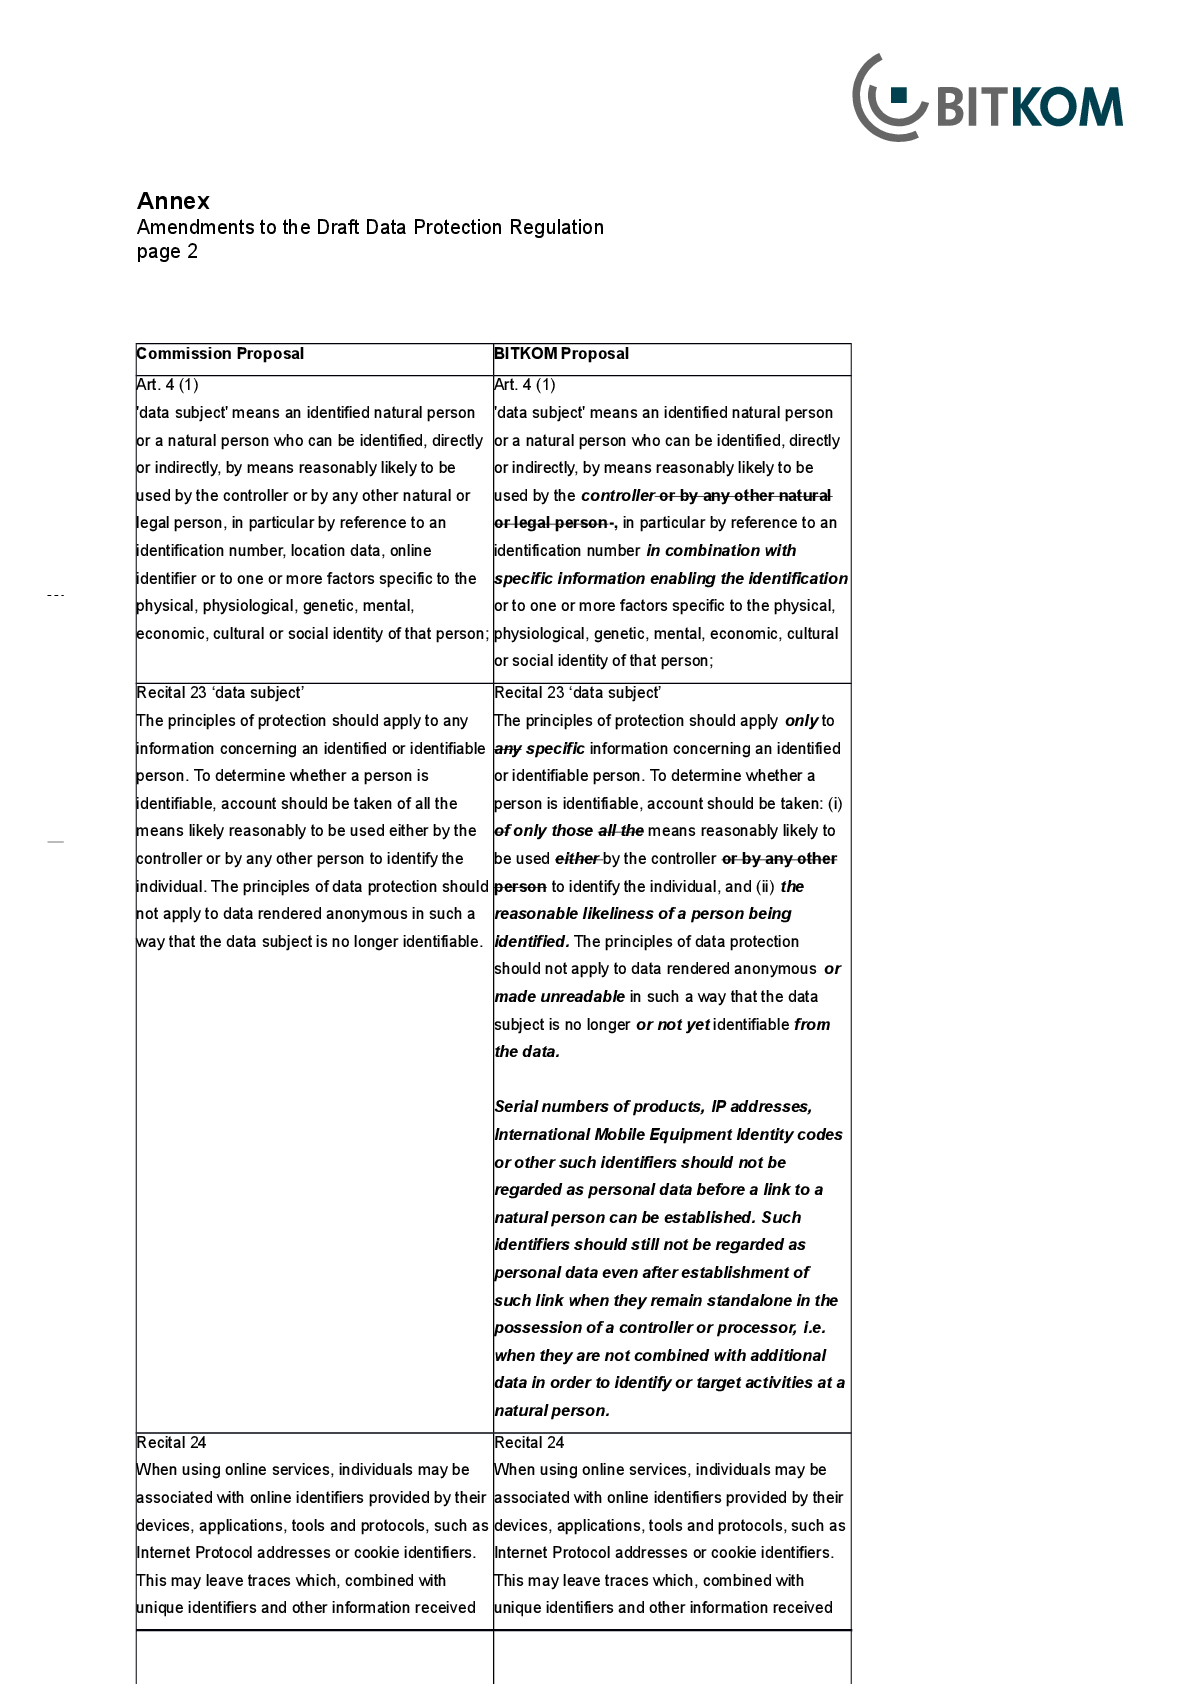 BITKOM
Annex
Amendments to the Draft Data Protection Regulation
page 2
Commission Proposal
BITKOM Proposal
Art. 4 (1)
'data subject' means an identified natural person
or a natural person who can be identified, directly
or indirectly, by means reasonably likely to be
used by the controller or by any other natural or
legal person, in particular by reference to an
identification number, location data, online
identifier or to one or more factors specific to the
physical, physiological, genetic, mental,
economic, cultural or social identity of that person;
Art. 4 (1)
'data subject' means an identified natural person
or a natural person who can be identified, directly
or indirectly, by means reasonably likely to be
used by the controller or by any other natural
or legal person-, in particular by reference to an
identification number in combination with
specific information enabling the identification
or to one or more factors specific to the physical,
physiological, genetic, mental, economic, cultural
or social identity of that person;
Recital 23 ‘data subject’
The principles of protection should apply to any
information concerning an identified or identifiable
person. To determine whether a person is
identifiable, account should be taken of all the
means likely reasonably to be used either by the
controller or by any other person to identify the
individual. The principles of data protection should
not apply to data rendered anonymous in such a
way that the data subject is no longer identifiable.
Recital 23 ‘data subject’
The principles of protection should apply only to
any specific information concerning an identified
or identifiable person. To determine whether a
person is identifiable, account should be taken: (i)
of only those all the means reasonably likely to
be used either by the controller or by any other
person to identify the individual, and (ii) the
reasonable likeliness of a person being
identified. The principles of data protection
should not apply to data rendered anonymous or
made unreadable in such a way that the data
subject is no longer or not yet identifiable from
the data.
Serial numbers of products, IP addresses,
International Mobile Equipment Identity codes
or other such identifiers should not be
regarded as personal data before a link to a
natural person can be established. Such
identifiers should still not be regarded as
personal data even after establishment of
such link when they remain standalone in the
possession of a controller or processor, i.e.
when they are not combined with additional
data in order to identify or target activities at a
natural person.
Recital 24
When using online services, individuals may be
associated with online identifiers provided by their
devices, applications, tools and protocols, such as
Internet Protocol addresses or cookie identifiers.
This may leave traces which, combined with
unique identifiers and other information received
Recital 24
When using online services, individuals may be
associated with online identifiers provided by their
devices, applications, tools and protocols, such as
Internet Protocol addresses or cookie identifiers.
This may leave traces which, combined with
unique identifiers and other information received